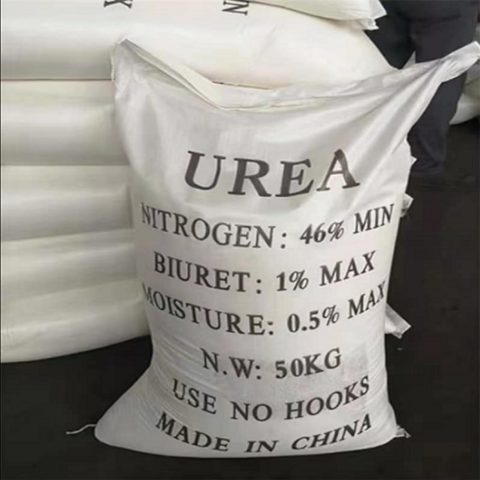 UREA
NITROGEN: 46% MIN
BIURET: 1% MAX
MOISTURE: 0.5% MAX
N.W: 50KG
USE NO HOOKS
MADE IN CHINA